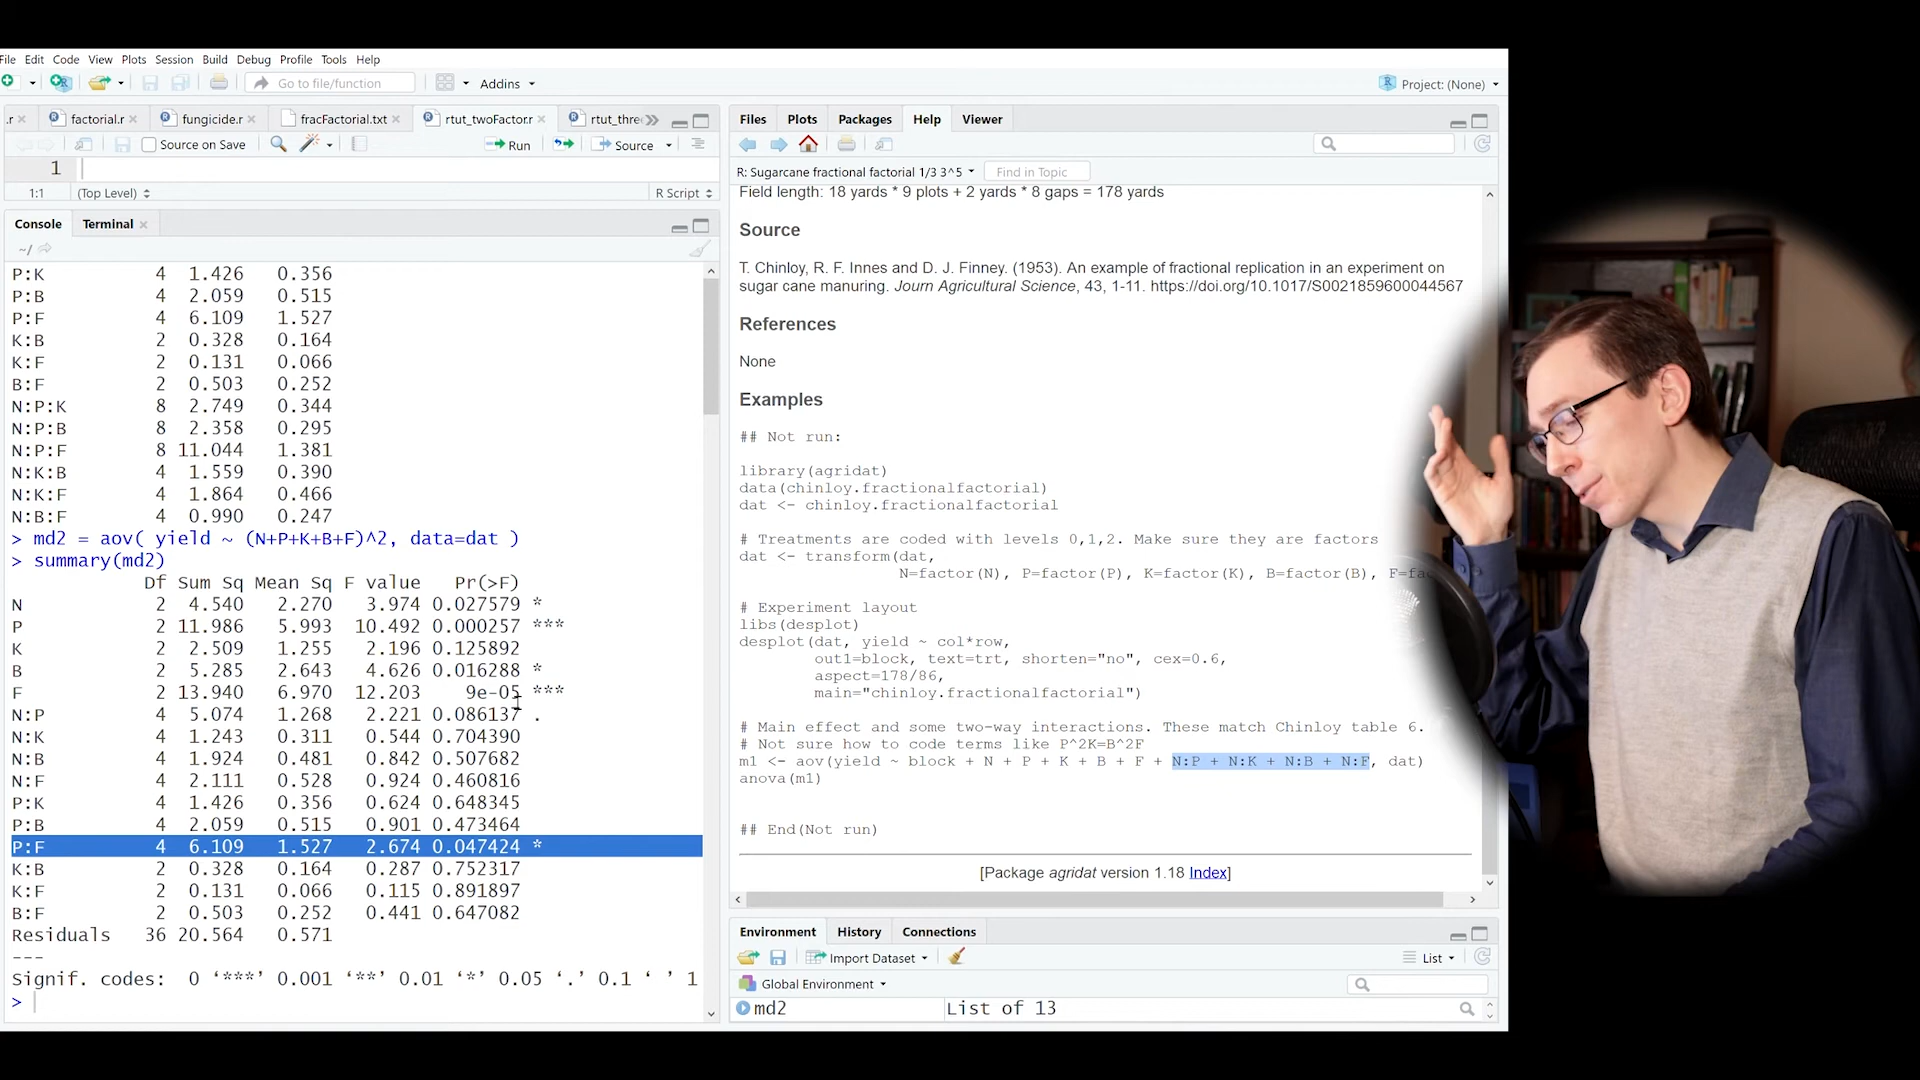 File Edit Code View Plots Session Build Debug Profile Tools Help
Go to file/function Addins Project: (None)
.r factorial.r fungicide.r fracFactorial.txt rtut_twoFactor.r rtut_thre
Source on Save Run Source
1
1:1 (Top Level) R Script
Console Terminal
~/
P:K 4 1.426 0.356
P:B 4 2.059 0.515
P:F 4 6.109 1.527
K:B 2 0.328 0.164
K:F 2 0.131 0.066
B:F 2 0.503 0.252
N:P:K 8 2.749 0.344
N:P:B 8 2.358 0.295
N:P:F 8 11.044 1.381
N:K:B 4 1.559 0.390
N:K:F 4 1.864 0.466
N:B:F 4 0.990 0.247
> md2 = aov( yield ~ (N+P+K+B+F)^2, data=dat )
> summary(md2)
Df Sum Sq Mean Sq F value Pr(>F)
N 2 4.540 2.270 3.974 0.027579 *
P 2 11.986 5.993 10.492 0.000257 ***
K 2 2.509 1.255 2.196 0.125892
B 2 5.285 2.643 4.626 0.016288 *
F 2 13.940 6.970 12.203 9e-05 ***
N:P 4 5.074 1.268 2.221 0.086137 .
N:K 4 1.243 0.311 0.544 0.704390
N:B 4 1.924 0.481 0.842 0.507682
N:F 4 2.111 0.528 0.924 0.460816
P:K 4 1.426 0.356 0.624 0.648345
P:B 4 2.059 0.515 0.901 0.473464
P:F 4 6.109 1.527 2.674 0.047424 *
K:B 2 0.328 0.164 0.287 0.752317
K:F 2 0.131 0.066 0.115 0.891897
B:F 2 0.503 0.252 0.441 0.647082
Residuals 36 20.564 0.571
---
Signif. codes: 0 ‘***’ 0.001 ‘**’ 0.01 ‘*’ 0.05 ‘.’ 0.1 ‘ ’ 1
>
Files Plots Packages Help Viewer
R: Sugarcane fractional factorial 1/3 3^5 Find in Topic
Field length: 18 yards * 9 plots + 2 yards * 8 gaps = 178 yards
Source
T. Chinloy, R. F. Innes and D. J. Finney. (1953). An example of fractional replication in an experiment on
sugar cane manuring. Journ Agricultural Science, 43, 1-11. https://doi.org/10.1017/S0021859600044567
References
None
Examples
## Not run:
library(agridat)
data(chinloy.fractionalfactorial)
dat <- chinloy.fractionalfactorial
# Treatments are coded with levels 0,1,2. Make sure they are factors
dat <- transform(dat,
N=factor(N), P=factor(P), K=factor(K), B=factor(B), F=fac
# Experiment layout
libs(desplot)
desplot(dat, yield ~ col*row,
out1=block, text=trt, shorten="no", cex=0.6,
aspect=178/86,
main="chinloy.fractionalfactorial")
# Main effect and some two-way interactions. These match Chinloy table 6.
# Not sure how to code terms like P^2K=B^2F
m1 <- aov(yield ~ block + N + P + K + B + F + N:P + N:K + N:B + N:F, dat)
anova(m1)
## End(Not run)
[Package agridat version 1.18 Index]
Environment History Connections
Import Dataset List
Global Environment
md2 List of 13